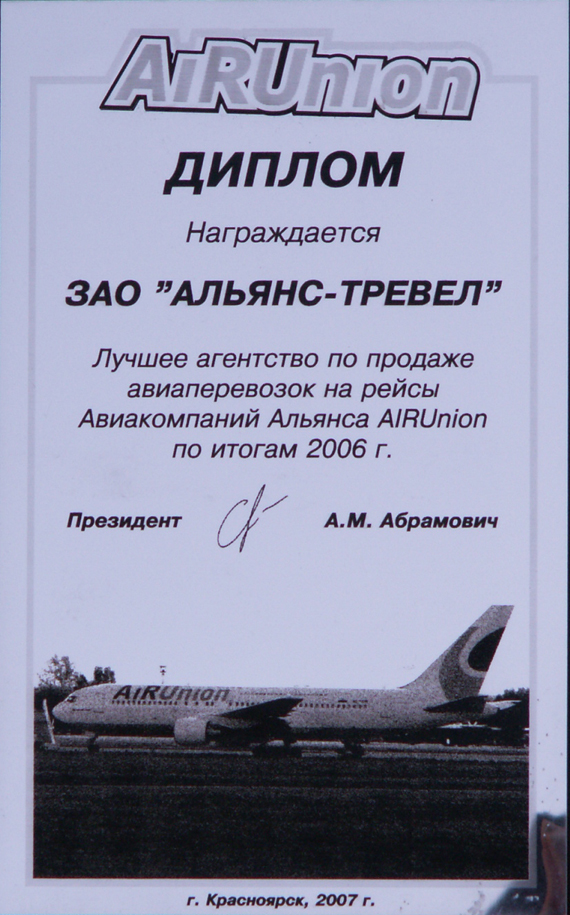 AiRUnion
ДИПЛОМ
Награждается
ЗАО "АЛЬЯНС-ТРЕВЕЛ"
Лучшее агентство по продаже
авиаперевозок на рейсы
Авиакомпаний Альянса AIRUnion
по итогам 2006 г.
Президент А.М. Абрамович
AiRUnion
г. Красноярск, 2007 г.